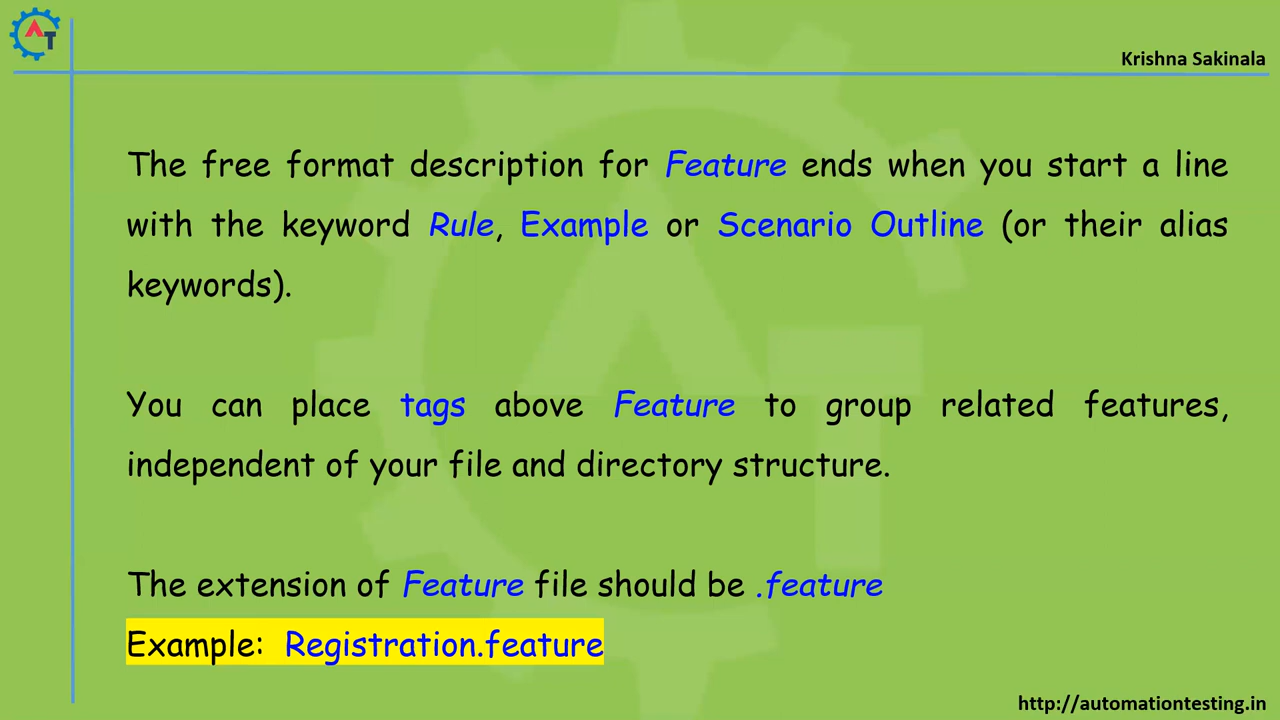 AT
Krishna Sakinala
The free format description for Feature ends when you start a line
with the keyword Rule, Example or Scenario Outline (or their alias
keywords).
You can place tags above Feature to group related features,
independent of your file and directory structure.
The extension of Feature file should be .feature
Example: Registration.feature
http://automationtesting.in